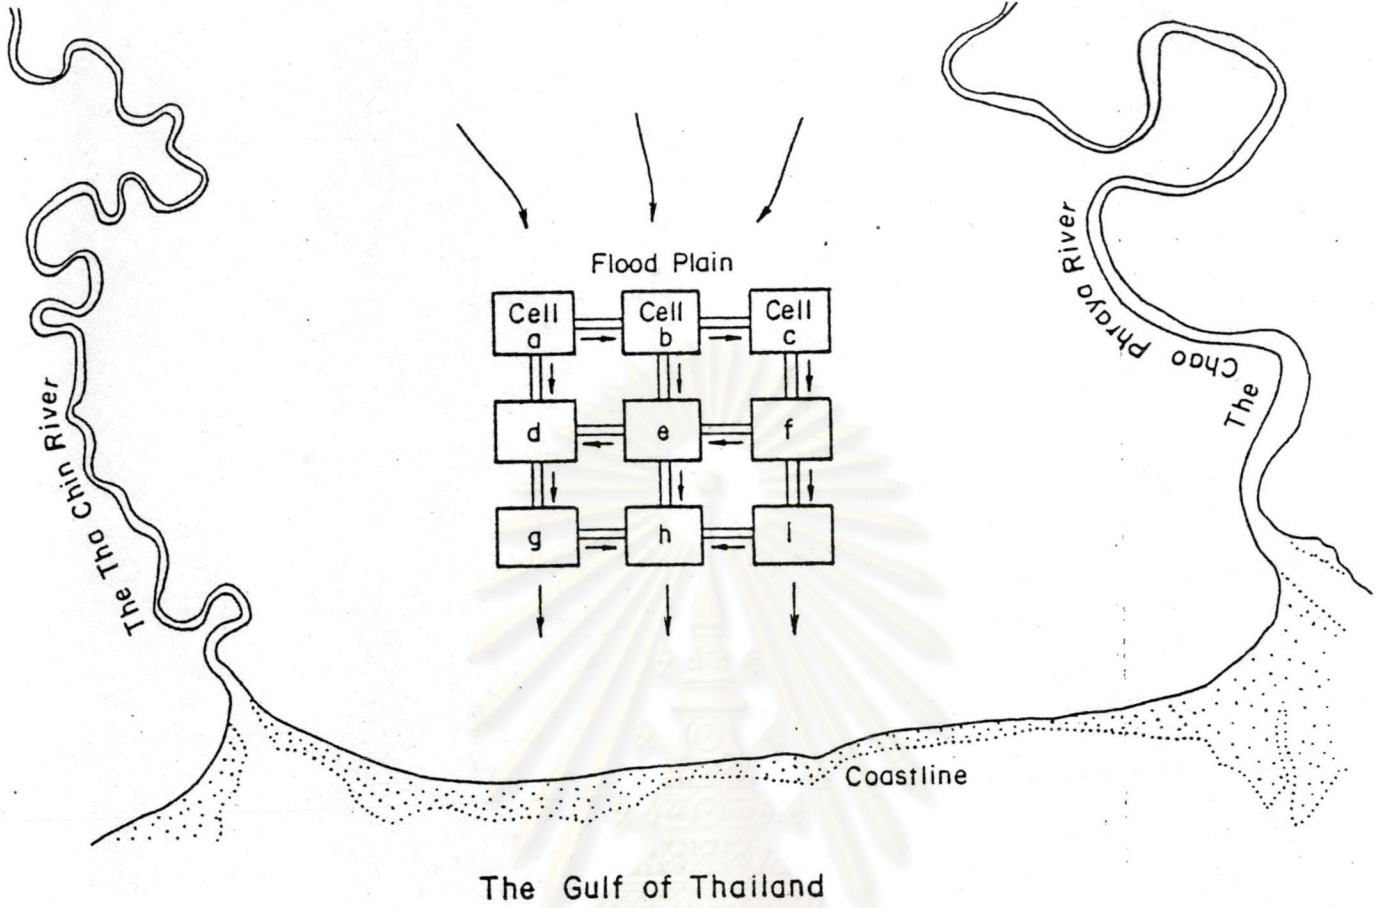 The Tha Chin River
The Chao Phraya River
Flood Plain
Cell a
Cell b
Cell c
d
e
f
g
h
i
Coastline
The Gulf of Thailand